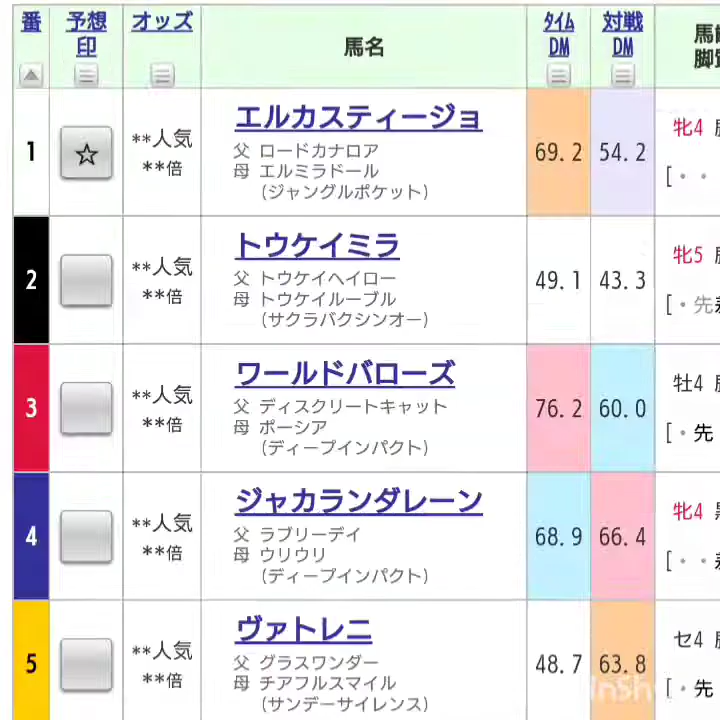 番 予想印 オッズ 馬名 タイムDM 対戦DM
1 ☆ **人気 **倍 エルカスティージョ 69.2 54.2 牝4
父 ロードカナロア
母 エルミラドール
(ジャングルポケット) [・・
2 **人気 **倍 トウケイミラ 49.1 43.3 牝5
父 トウケイヘイロー
母 トウケイルーブル
(サクラバクシンオー) [・先差
3 **人気 **倍 ワールドバローズ 76.2 60.0 牡4
父 ディスクリートキャット
母 ポーシア
(ディープインパクト) [・先
4 **人気 **倍 ジャカランダレーン 68.9 66.4 牝4
父 ラブリーデイ
母 ウリウリ
(ディープインパクト) [・・差
5 **人気 **倍 ヴァトレニ 48.7 63.8 セ4
父 グラスワンダー
母 チアフルスマイル
(サンデーサイレンス) [・先